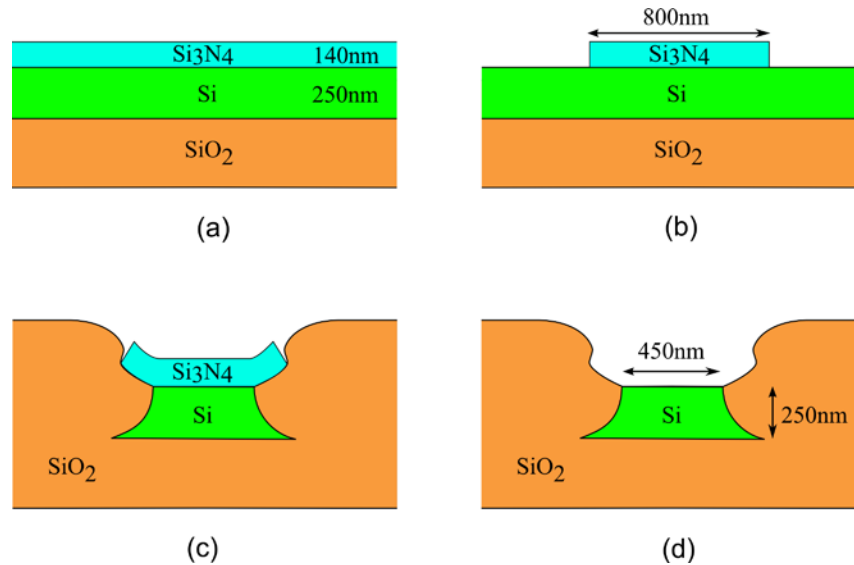 Si3N4 140nm
Si 250nm
SiO2
(a)
800nm
Si3N4
Si
SiO2
(b)
Si3N4
Si
SiO2
(c)
450nm
Si
250nm
SiO2
(d)